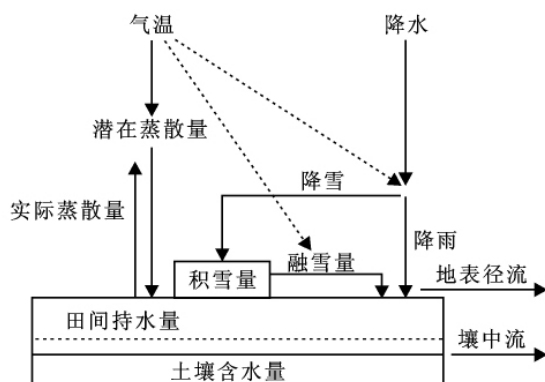 气温
降水
潜在蒸散量
降雪
实际蒸散量
降雨
融雪量
地表径流
积雪量
田间持水量
壤中流
土壤含水量